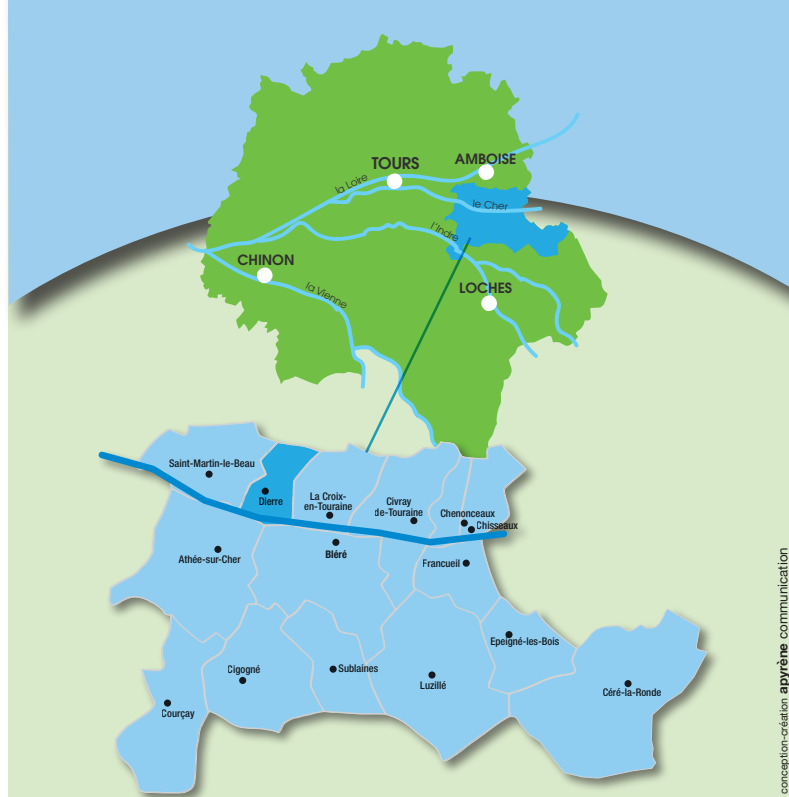 TOURS
AMBOISE
la Loire
le Cher
l'Indre
CHINON
la Vienne
LOCHES
Saint-Martin-le-Beau
Dierre
La Croix-
en-Touraine
Civray
de-Touraine
Chenonceaux
Chisseaux
Athée-sur-Cher
Bléré
Francueil
Epeigné-les-Bois
Cigogné
Sublaines
Luzillé
Céré-la-Ronde
Courçay
conception-création apyrène communication